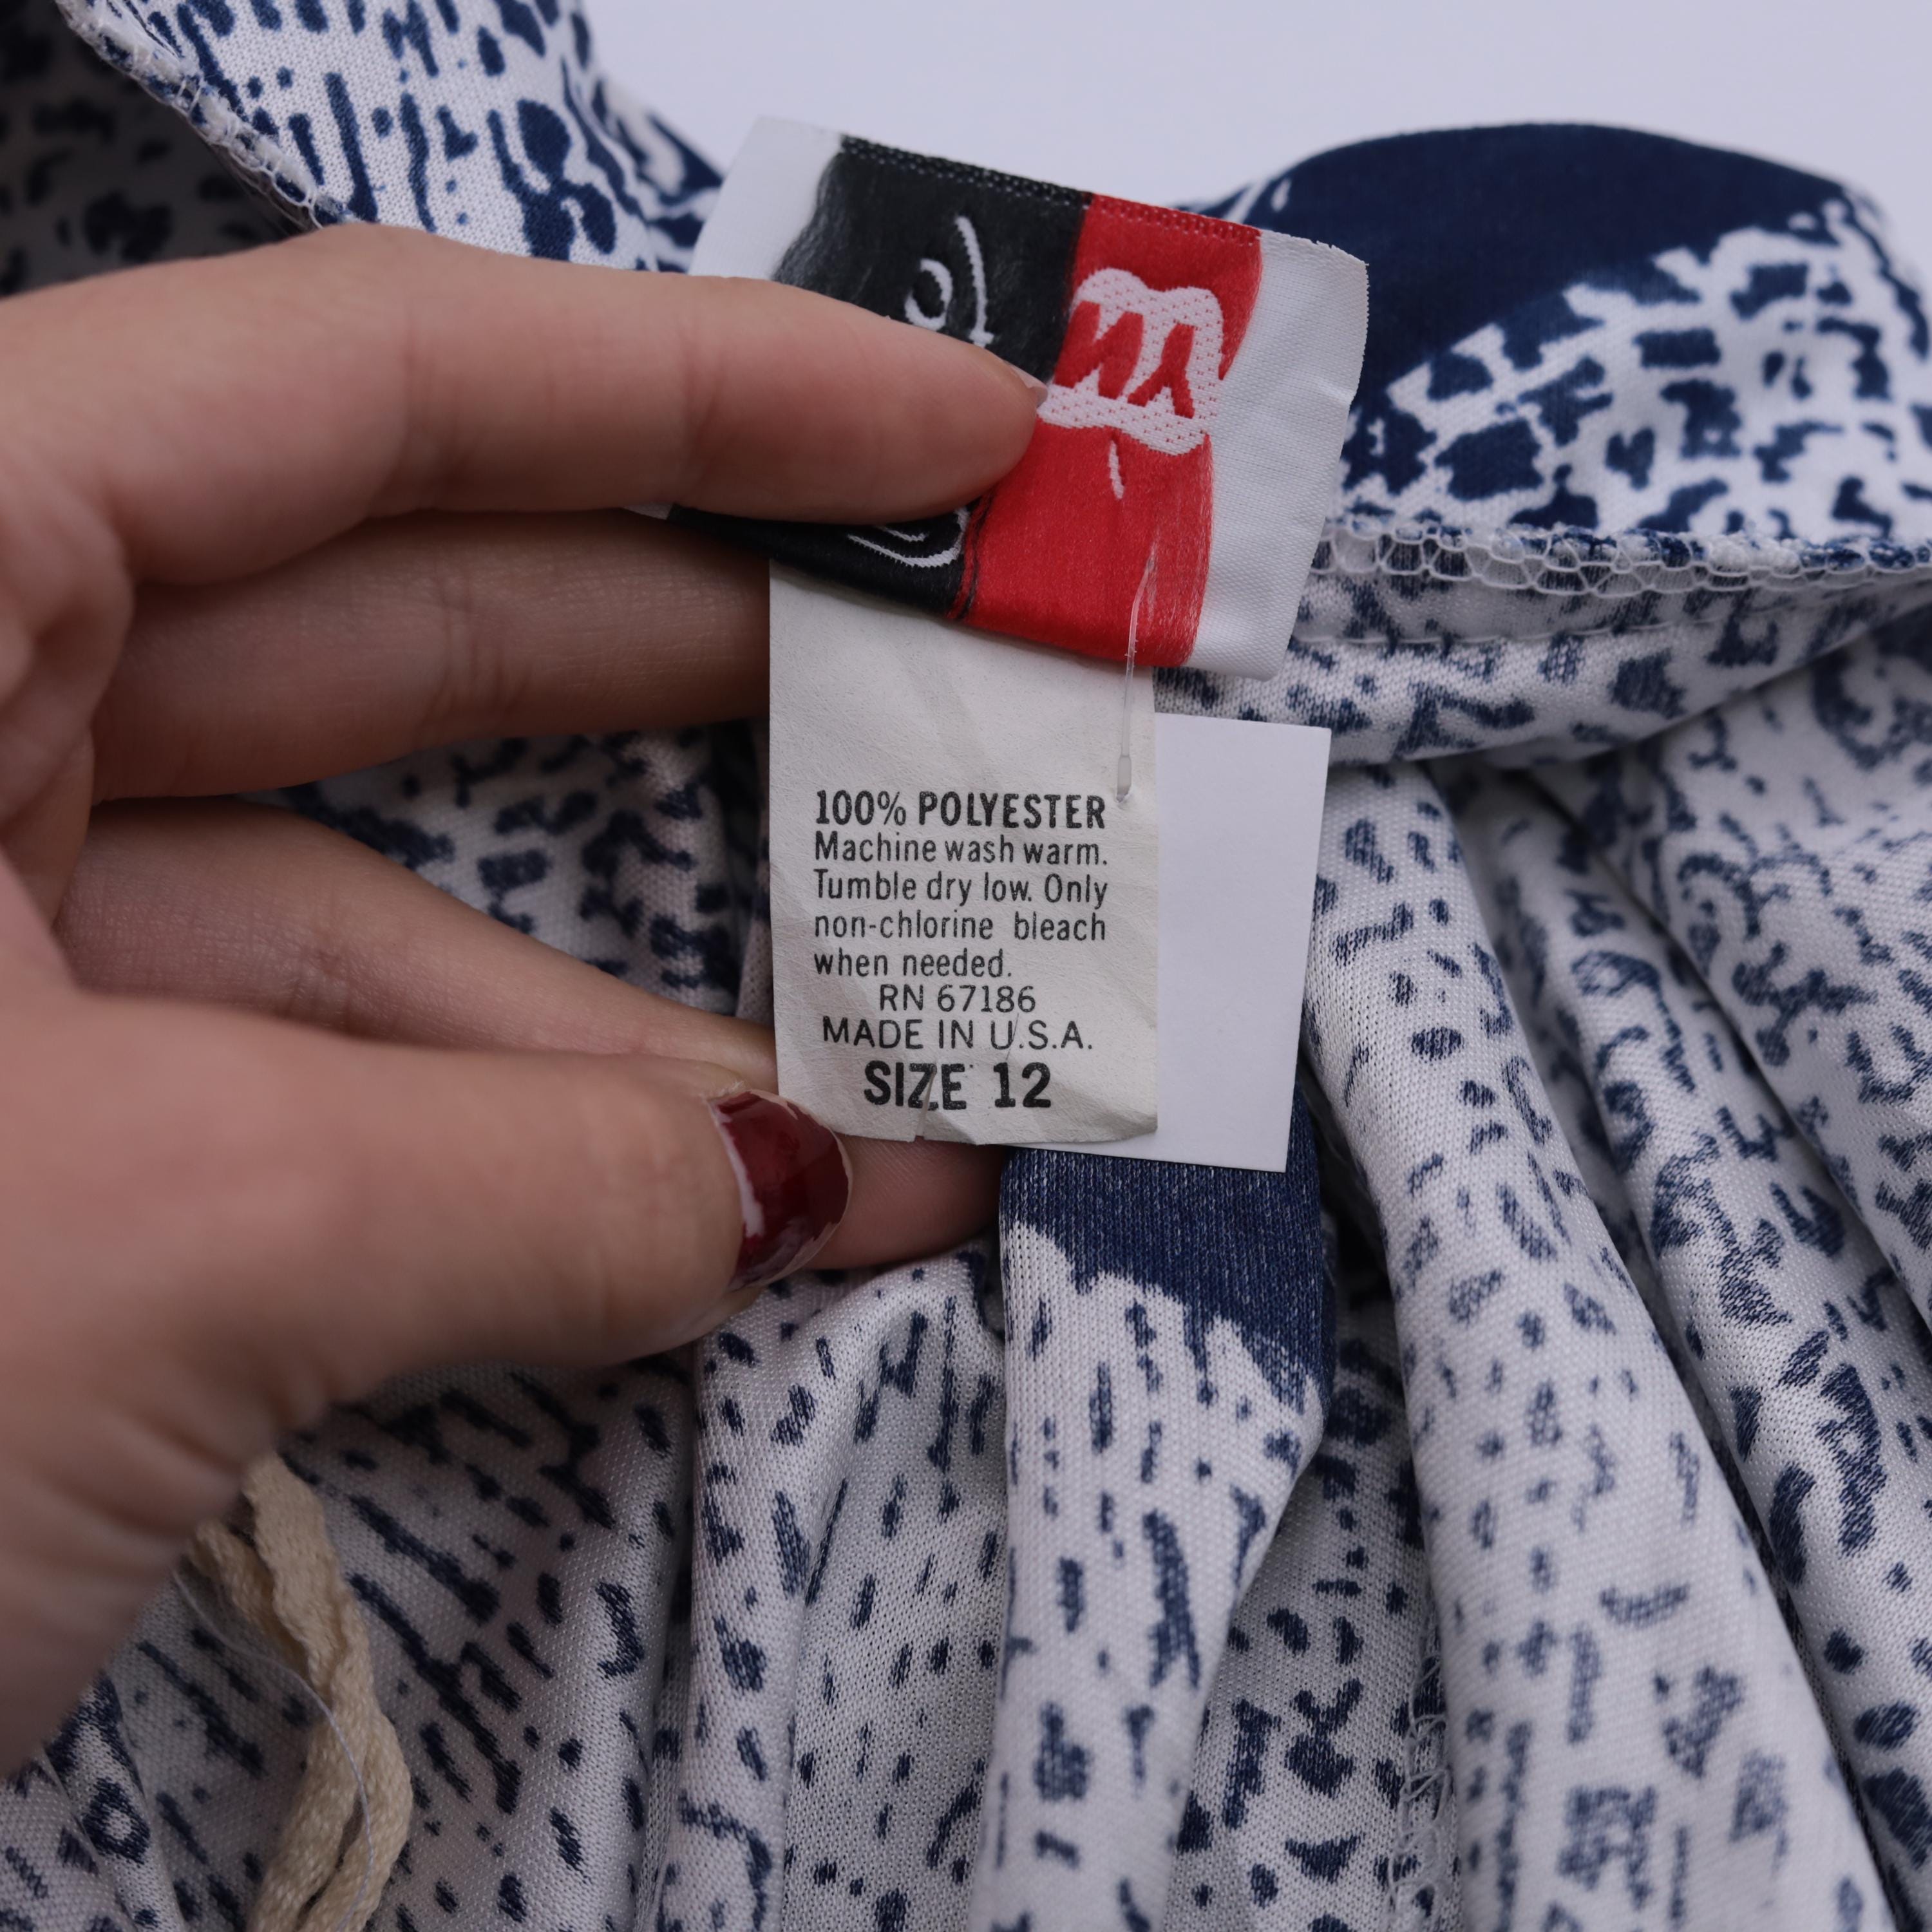 100% POLYESTER
Machine wash warm.
Tumble dry low. Only
non-chlorine bleach
when needed.
RN 67186
MADE IN U.S.A.
SIZE 12